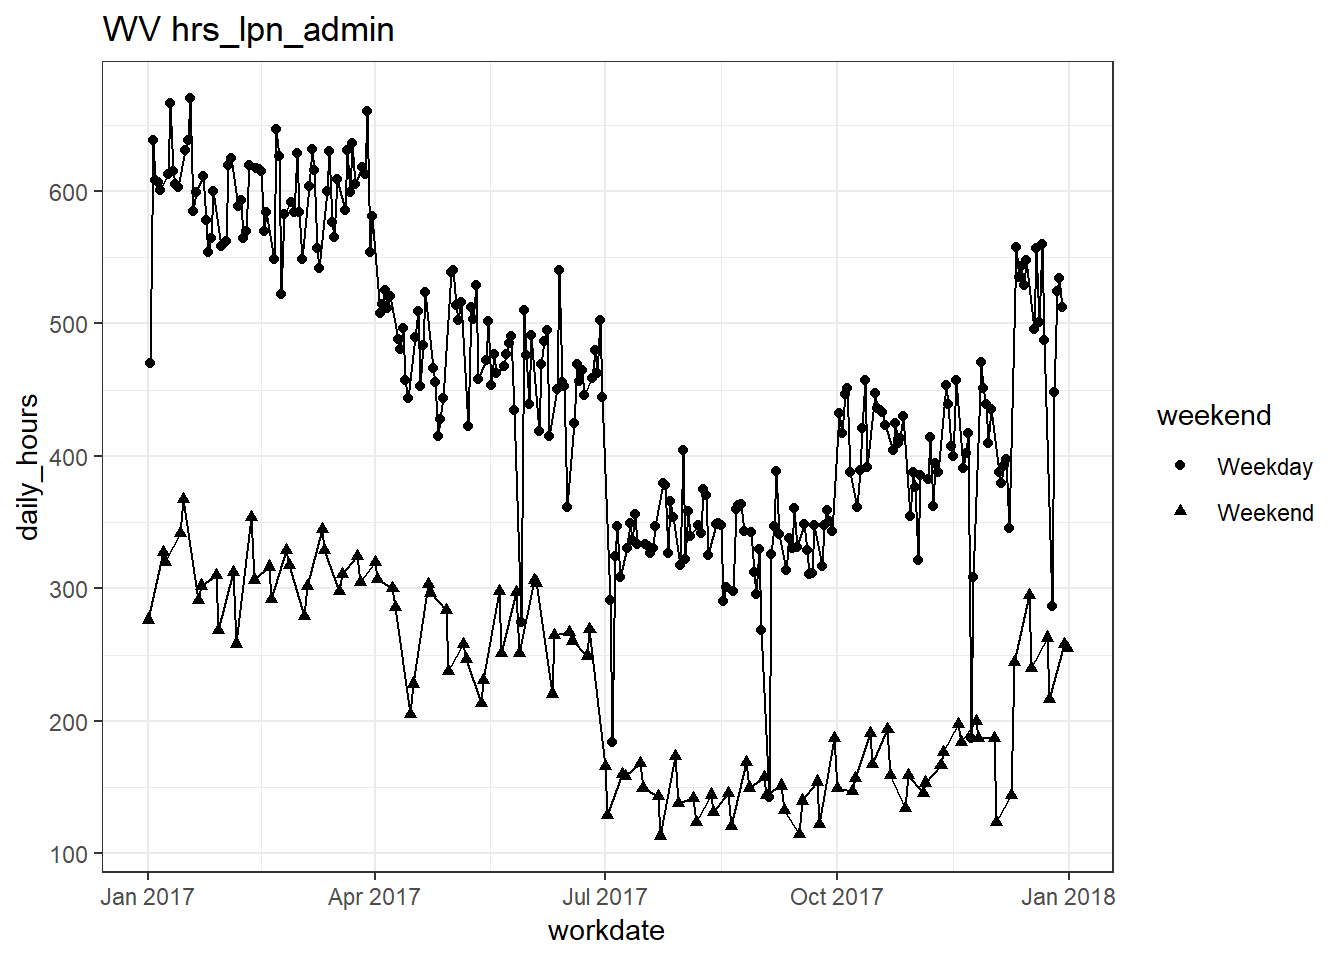 WV hrs_lpn_admin
600
500
400
300
200
100
daily_hours
Jan 2017
Apr 2017
Jul 2017
Oct 2017
Jan 2018
workdate
weekend
Weekday
Weekend